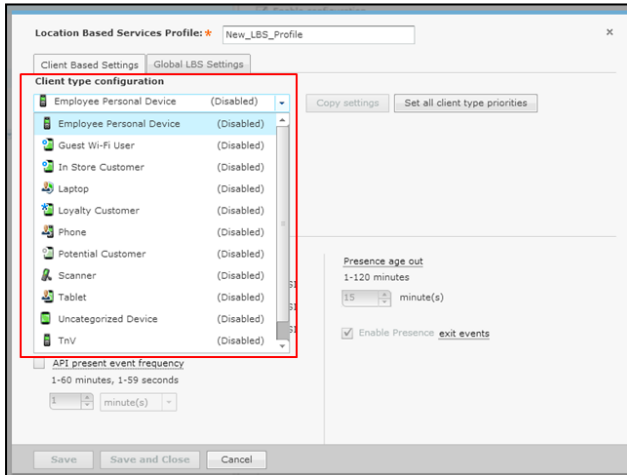 Enable configuration
Location Based Services Profile: * New_LBS_Profile x
Client Based Settings Global LBS Settings
Client type configuration
Employee Personal Device (Disabled) Copy settings Set all client type priorities
Employee Personal Device (Disabled)
Guest Wi-Fi User (Disabled)
In Store Customer (Disabled)
Laptop (Disabled)
Loyalty Customer (Disabled)
Phone (Disabled)
Potential Customer (Disabled)
Presence age out
Scanner (Disabled)
1-120 minutes
Tablet (Disabled)
15 minute(s)
Uncategorized Device (Disabled)
TnV (Disabled)
Enable Presence exit events
API present event frequency
1-60 minutes, 1-59 seconds
1 minute(s)
Save Save and Close Cancel